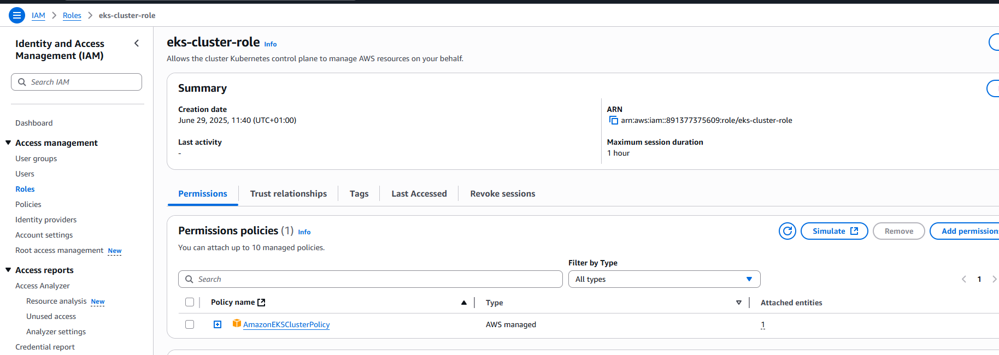 IAM > Roles > eks-cluster-role
Identity and Access Management (IAM)
Search IAM
Dashboard
Access management
User groups
Users
Roles
Policies
Identity providers
Account settings
Root access management New
Access reports
Access Analyzer
Resource analysis New
Unused access
Analyzer settings
Credential report
eks-cluster-role Info
Allows the cluster Kubernetes control plane to manage AWS resources on your behalf.
Summary
Creation date
June 29, 2025, 11:40 (UTC+01:00)
Last activity
-
ARN
arn:aws:iam::891377375609:role/eks-cluster-role
Maximum session duration
1 hour
Permissions Trust relationships Tags Last Accessed Revoke sessions
Permissions policies (1) Info
You can attach up to 10 managed policies.
Simulate Remove Add permissions
Filter by Type
Search All types 1
Policy name Type Attached entities
AmazonEKSClusterPolicy AWS managed 1